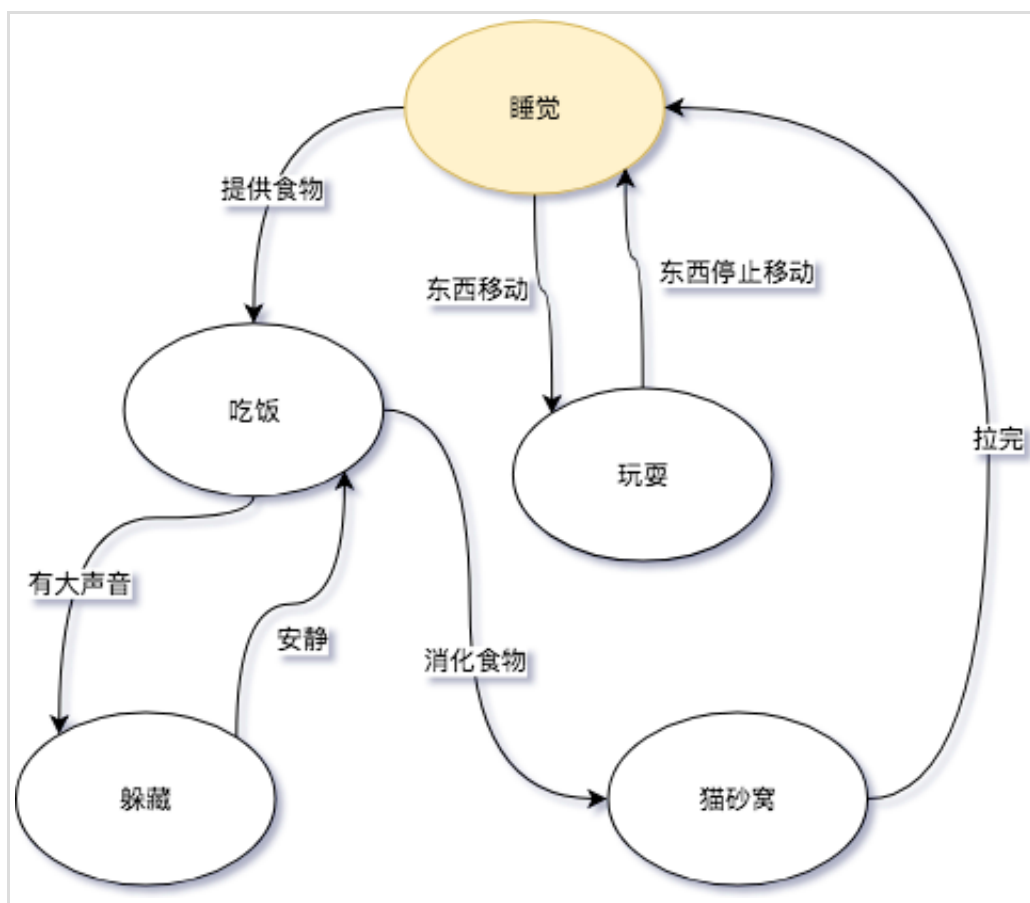 睡觉
提供食物
东西移动
东西停止移动
吃饭
玩耍
拉完
有大声音
安静
消化食物
躲藏
猫砂窝